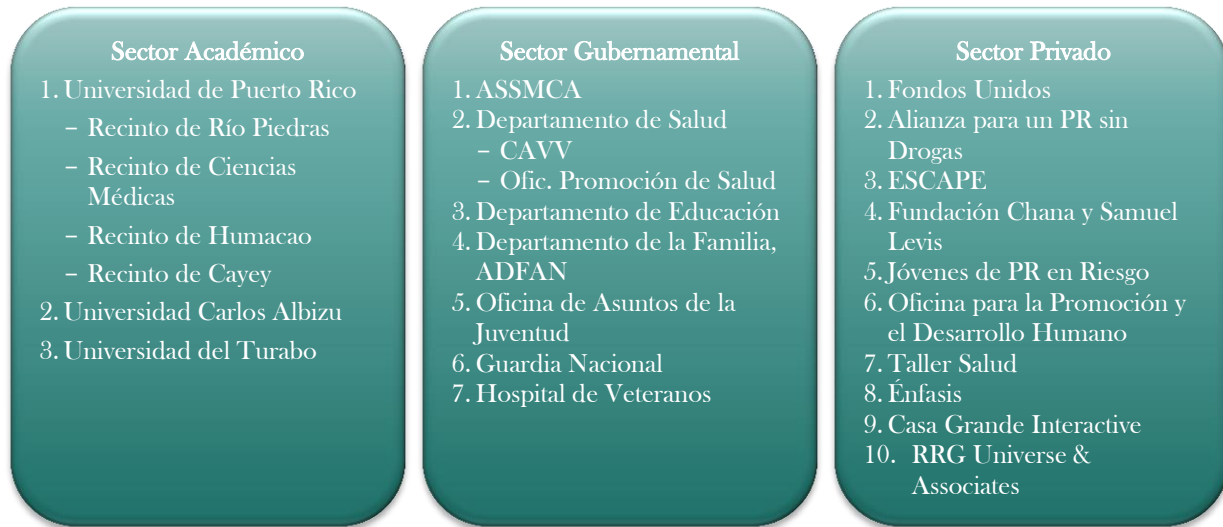 Sector Académico
1. Universidad de Puerto Rico
– Recinto de Río Piedras
– Recinto de Ciencias
Médicas
– Recinto de Humacao
– Recinto de Cayey
2. Universidad Carlos Albizu
3. Universidad del Turabo
Sector Gubernamental
1. ASSMCA
2. Departamento de Salud
– CAVV
– Ofic. Promoción de Salud
3. Departamento de Educación
4. Departamento de la Familia,
ADFAN
5. Oficina de Asuntos de la
Juventud
6. Guardia Nacional
7. Hospital de Veteranos
Sector Privado
1. Fondos Unidos
2. Alianza para un PR sin
Drogas
3. ESCAPE
4. Fundación Chana y Samuel
Levis
5. Jóvenes de PR en Riesgo
6. Oficina para la Promoción y
el Desarrollo Humano
7. Taller Salud
8. Énfasis
9. Casa Grande Interactive
10. RRG Universe &
Associates